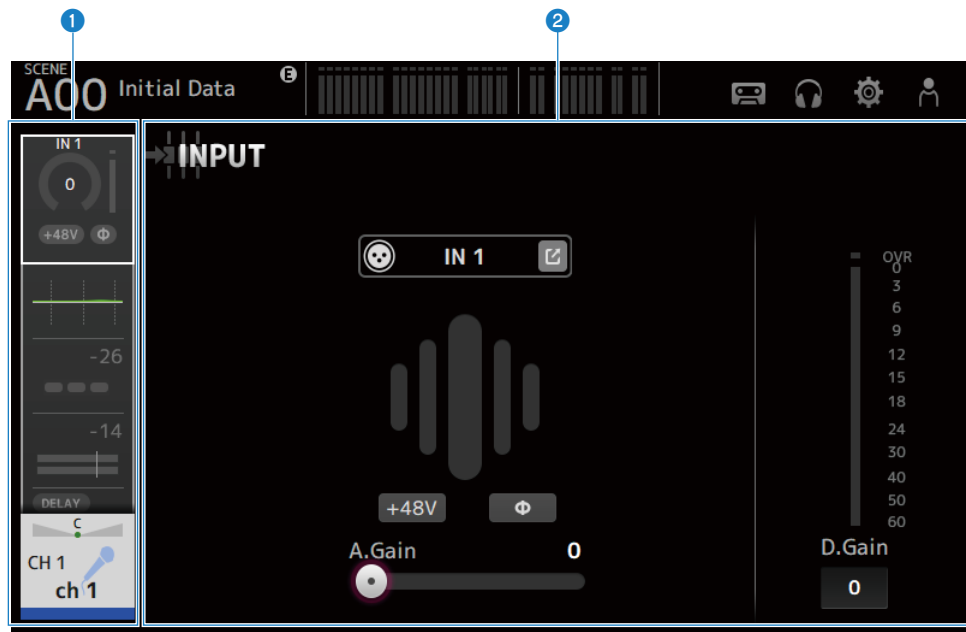 1
2
SCENE
A00 Initial Data E
IN 1
0
+48V Φ
-26
-14
DELAY
C
CH 1
ch 1
INPUT
IN 1
+48V Φ
A.Gain 0
OVR
0
3
6
9
12
15
18
24
30
40
50
60
D.Gain
0